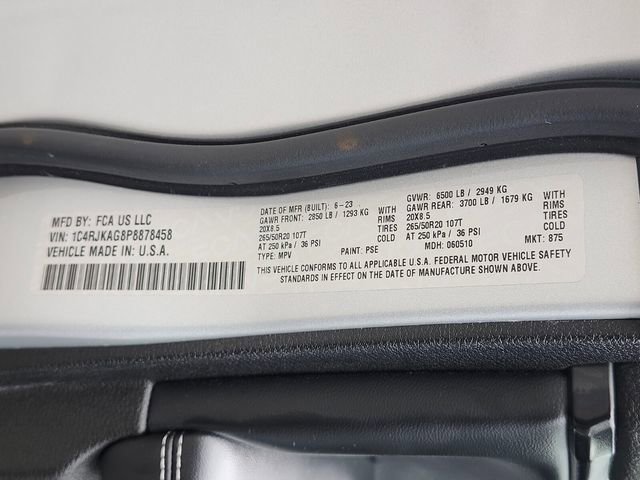 MFD BY: FCA US LLC
VIN: 1C4RJKAG8P8878458
VEHICLE MADE IN: U.S.A.
DATE OF MFR (BUILT): 6-23 GVWR: 6500 LB / 2949 KG
GAWR FRONT: 2850 LB / 1293 KG WITH GAWR REAR: 3700 LB / 1679 KG WITH
20X8.5 RIMS 20X8.5 RIMS
265/50R20 107T TIRES 265/50R20 107T TIRES
AT 250 kPa / 36 PSI COLD AT 250 kPa / 36 PSI COLD
TYPE: MPV PAINT: PSE MDH: 060510 MKT: 875
THIS VEHICLE CONFORMS TO ALL APPLICABLE U.S.A. FEDERAL MOTOR VEHICLE SAFETY
STANDARDS IN EFFECT ON THE DATE OF MANUFACTURE SHOWN ABOVE.